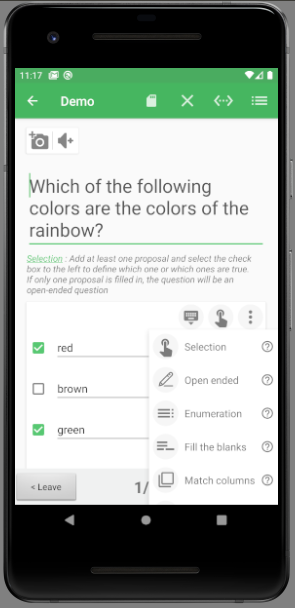 11:17
Demo
Which of the following
colors are the colors of the
rainbow?
Selection : Add at least one proposal and select the check
box to the left to define which one or which ones are true.
If only one proposal is filled in, the question will be an
open-ended question
red
Selection
Open ended
brown
Enumeration
green
Fill the blanks
Match columns
< Leave
1/